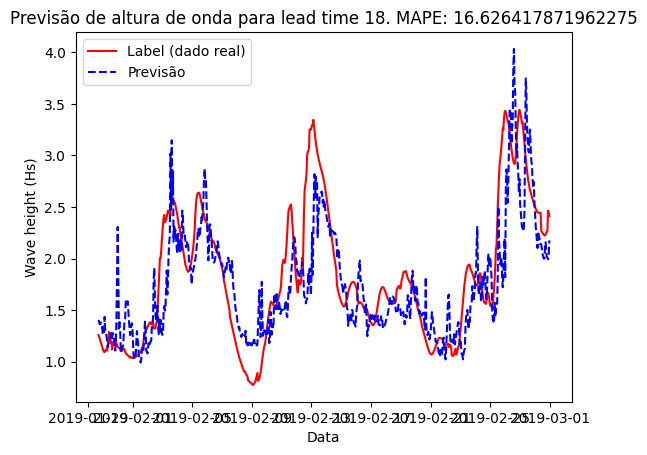 Previsão de altura de onda para lead time 18. MAPE: 16.626417871962275
Label (dado real)
Previsão
Wave height (Hs)
4.0
3.5
3.0
2.5
2.0
1.5
1.0
2019-01-29 2019-02-01 2019-02-05 2019-02-09 2019-02-13 2019-02-17 2019-02-21 2019-02-25 2019-03-01
Data